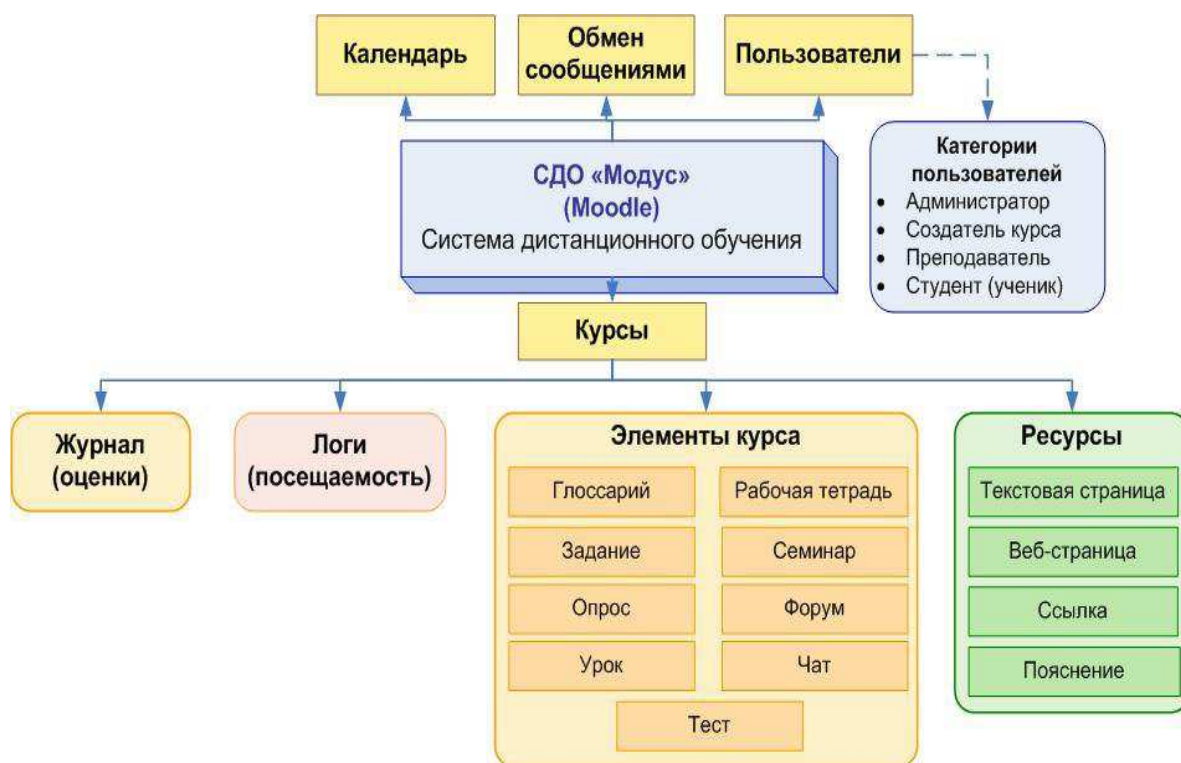 Календарь
Обмен
сообщениями
Пользователи
СДО «Модус»
(Moodle)
Система дистанционного обучения
Категории
пользователей
• Администратор
• Создатель курса
• Преподаватель
• Студент (ученик)
Курсы
Журнал
(оценки)
Логи
(посещаемость)
Элементы курса
Глоссарий
Рабочая тетрадь
Задание
Семинар
Опрос
Форум
Урок
Чат
Тест
Ресурсы
Текстовая страница
Веб-страница
Ссылка
Пояснение